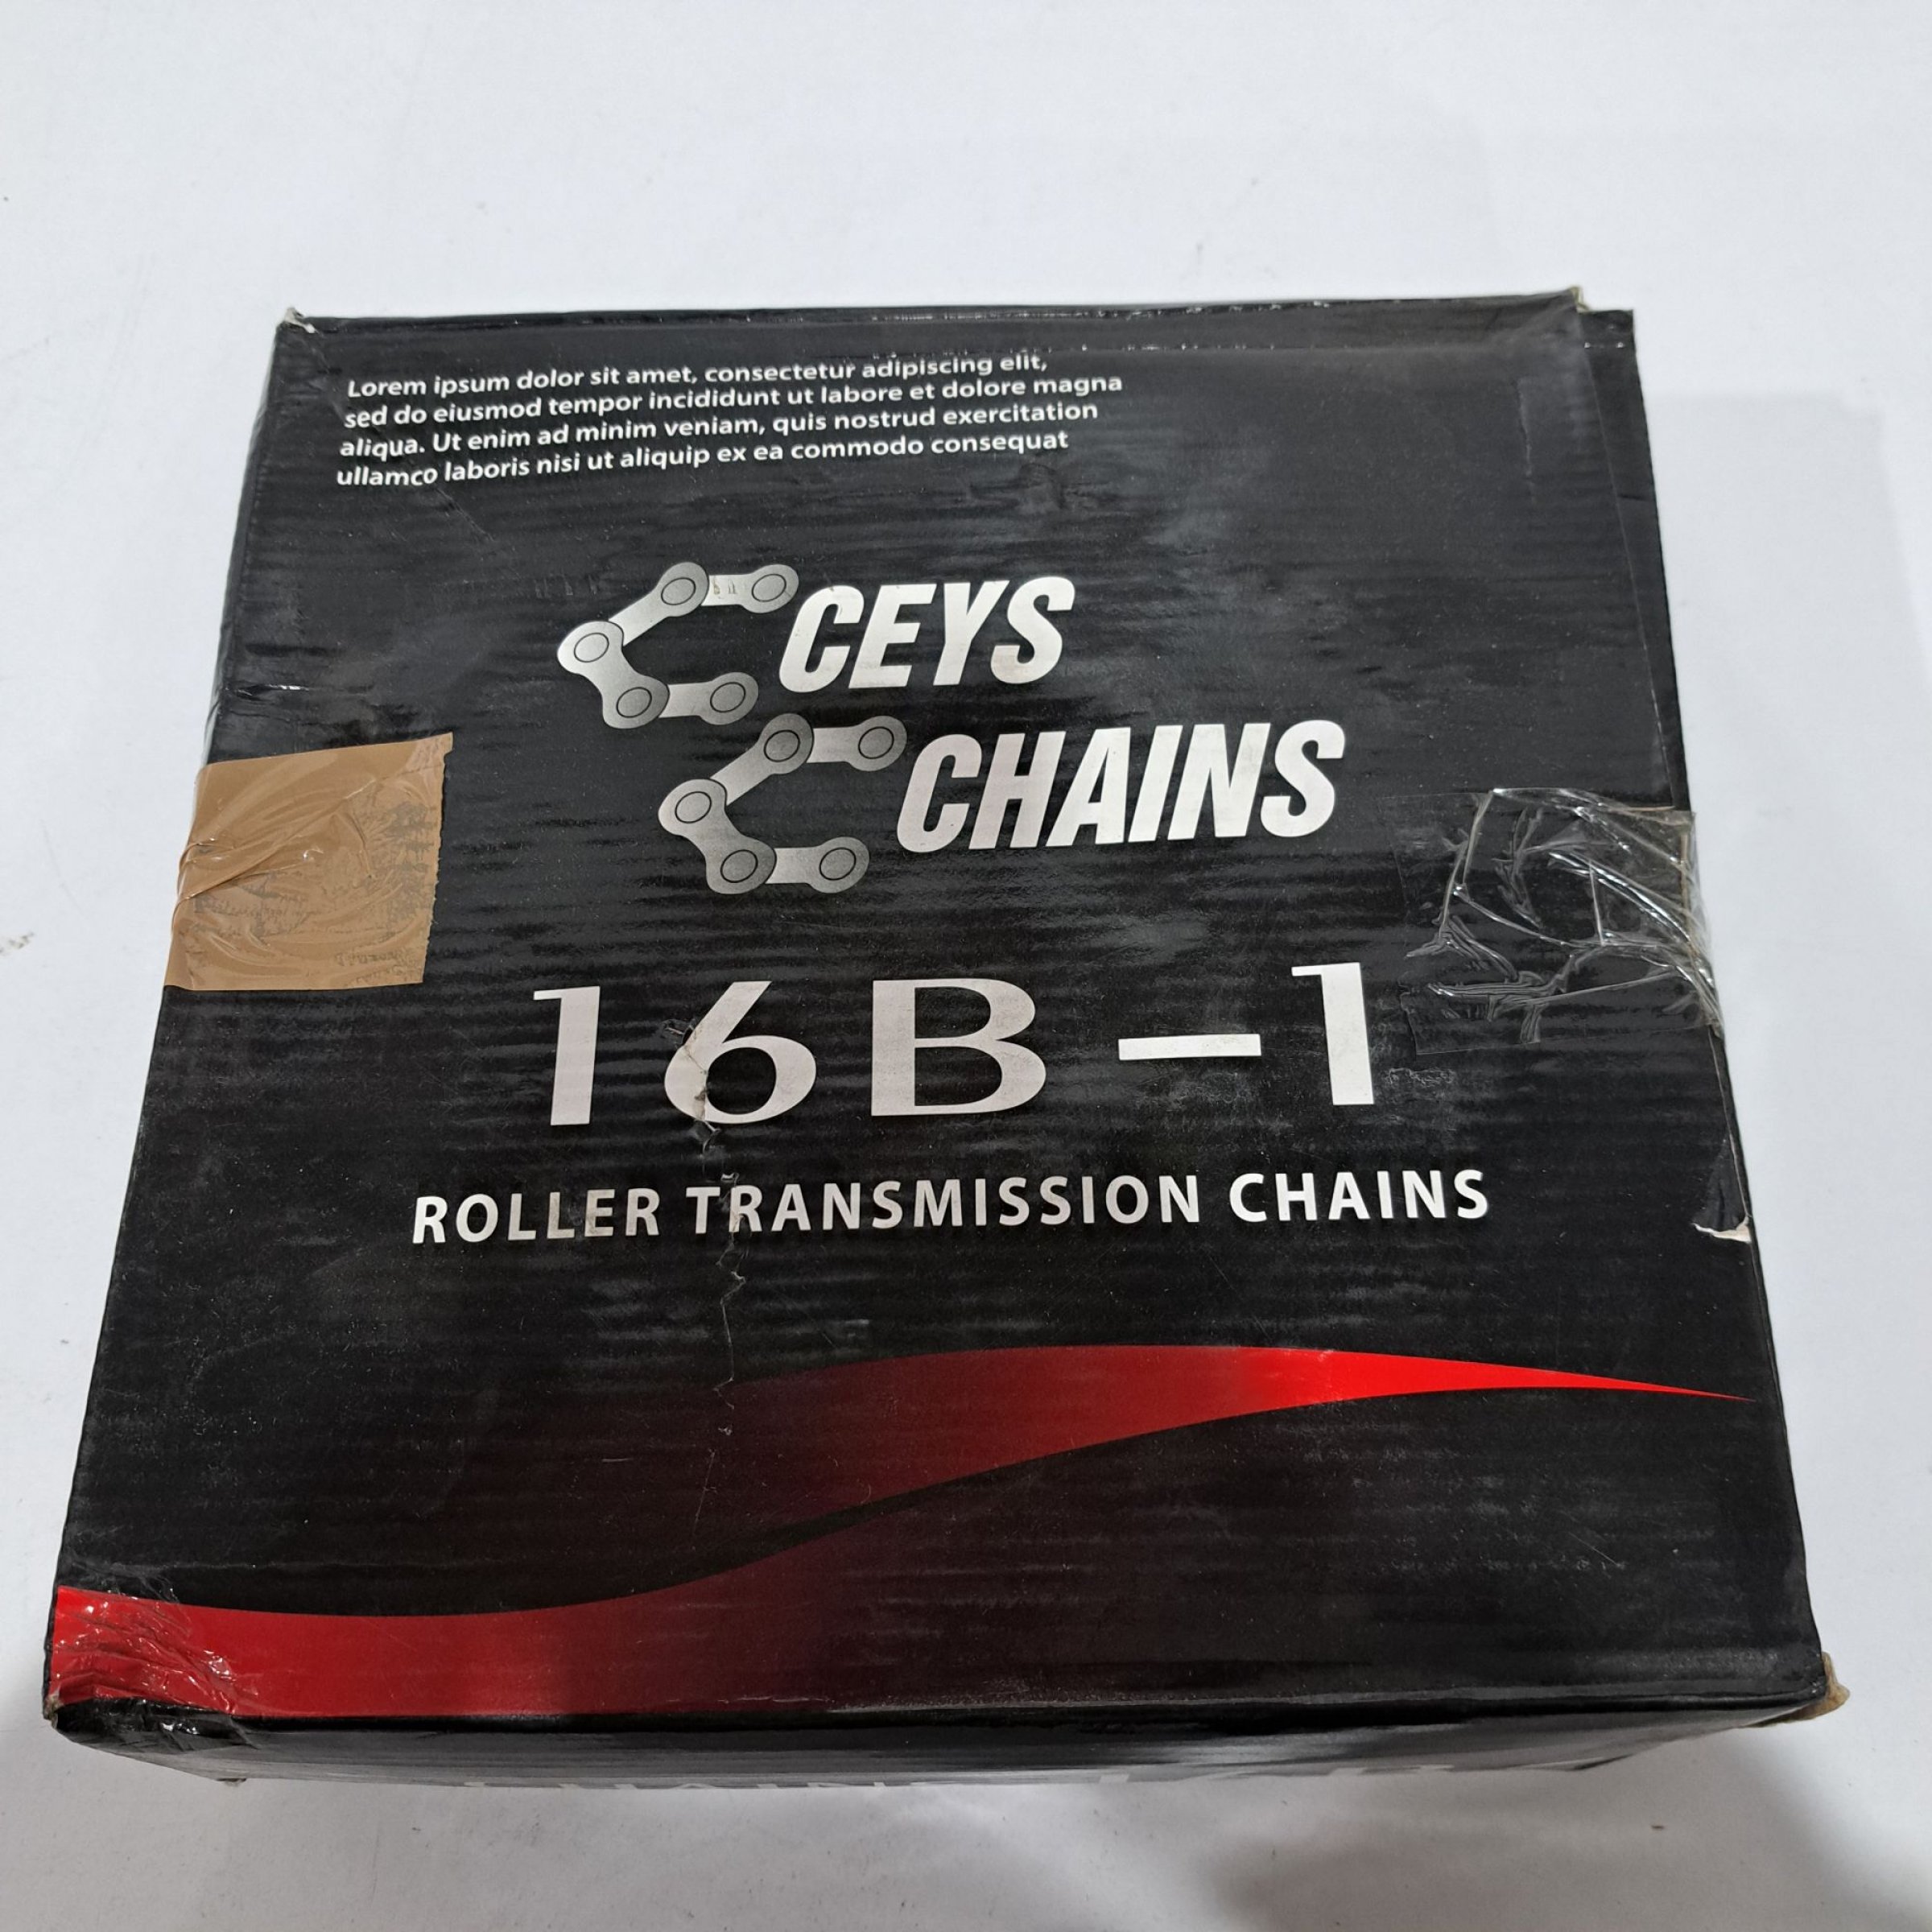 Lorem ipsum dolor sit amet, consectetur adipiscing elit,
sed do eiusmod tempor incididunt ut labore et dolore magna
aliqua. Ut enim ad minim veniam, quis nostrud exercitation
ullamco laboris nisi ut aliquip ex ea commodo consequat
CEYS
CHAINS
16B-1
ROLLER TRANSMISSION CHAINS